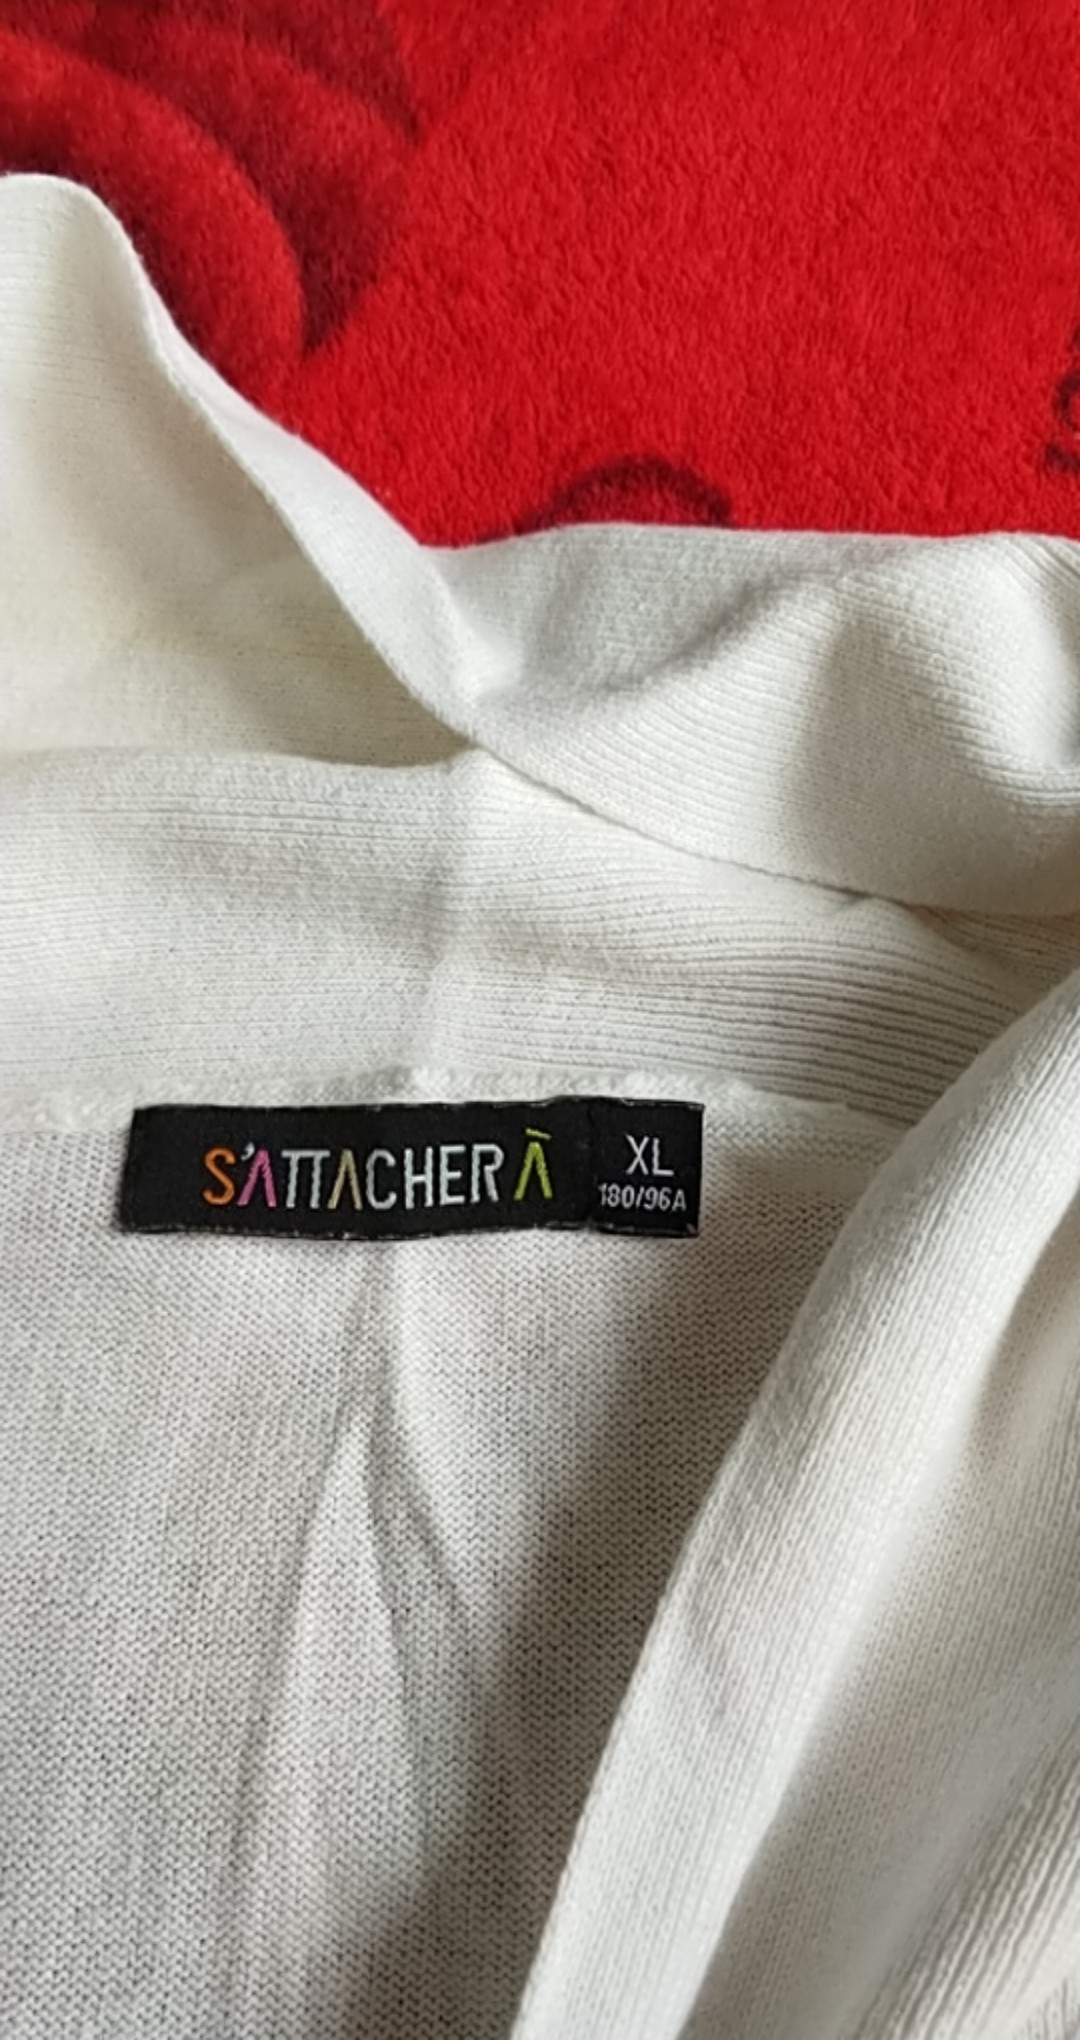 S'ATTACHER À
XL
180/96A